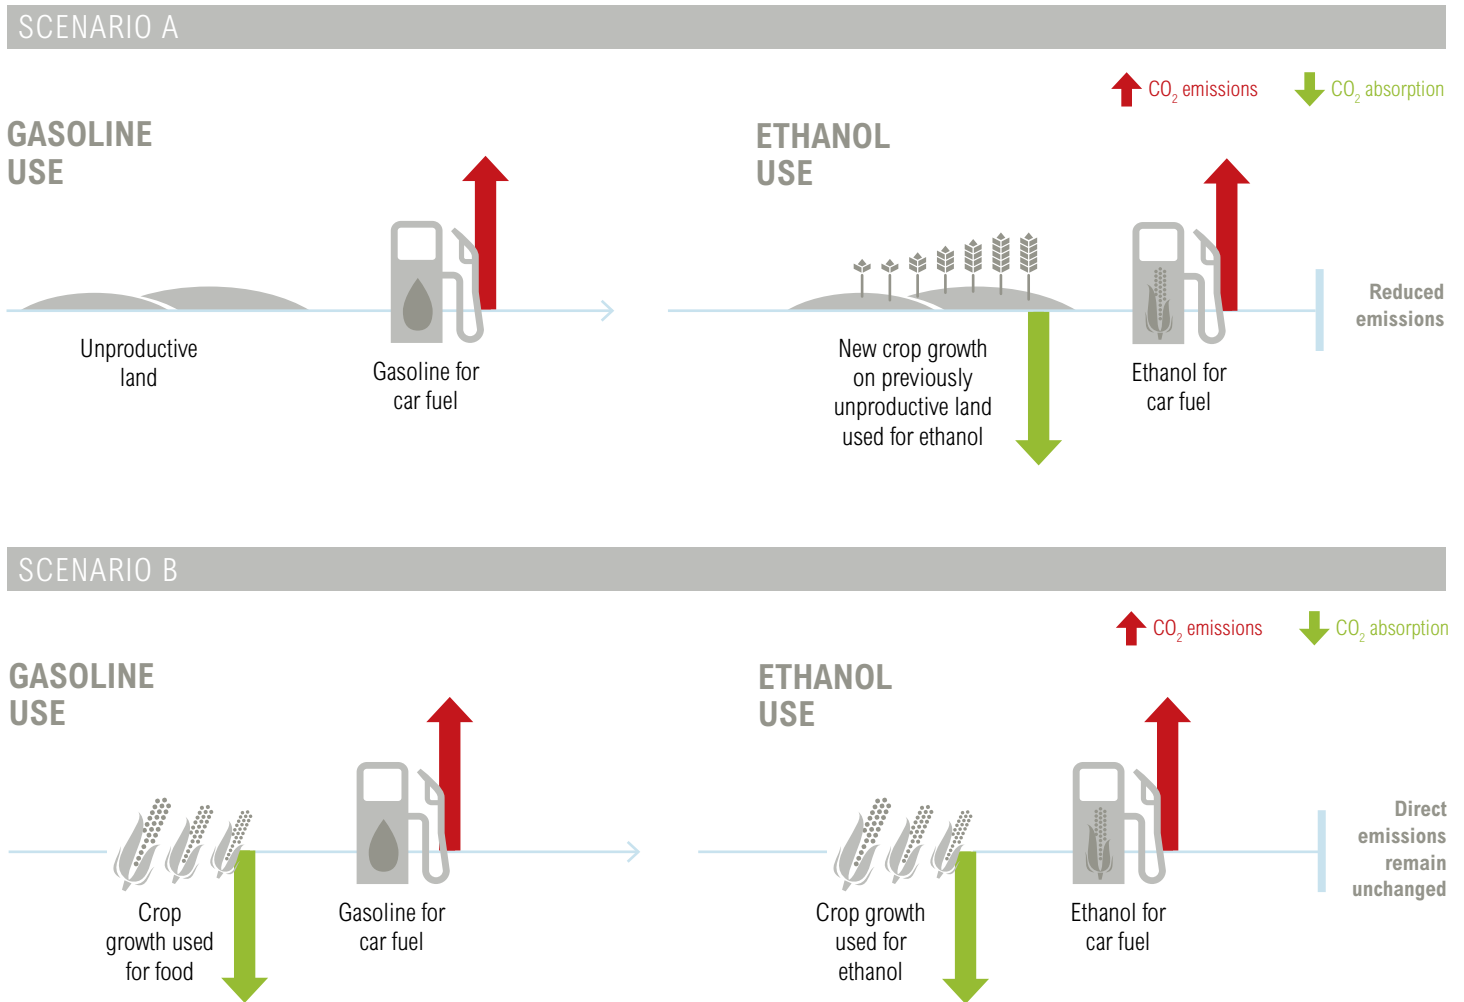 SCENARIO A
CO₂ emissions
CO₂ absorption
GASOLINE
USE
ETHANOL
USE
Unproductive
land
Gasoline for
car fuel
New crop growth
on previously
unproductive land
used for ethanol
Ethanol for
car fuel
Reduced
emissions
SCENARIO B
CO₂ emissions
CO₂ absorption
GASOLINE
USE
ETHANOL
USE
Crop
growth used
for food
Gasoline for
car fuel
Crop growth
used for
ethanol
Ethanol for
car fuel
Direct
emissions
remain
unchanged